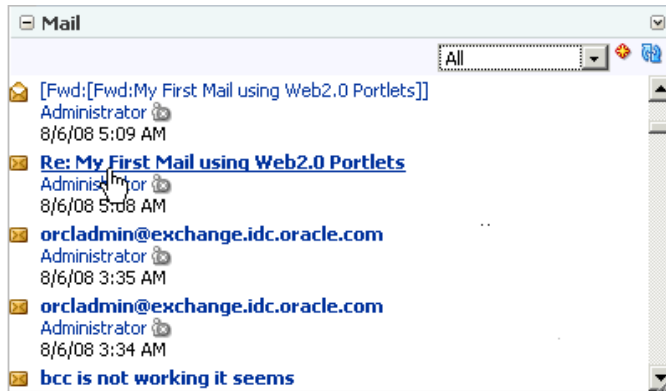 Mail
All
[Fwd:[Fwd:My First Mail using Web2.0 Portlets]]
Administrator
8/6/08 5:09 AM
Re: My First Mail using Web2.0 Portlets
Administrator
8/6/08 5:08 AM
orcladmin@exchange.idc.oracle.com
Administrator
8/6/08 3:35 AM
orcladmin@exchange.idc.oracle.com
Administrator
8/6/08 3:34 AM
bcc is not working it seems